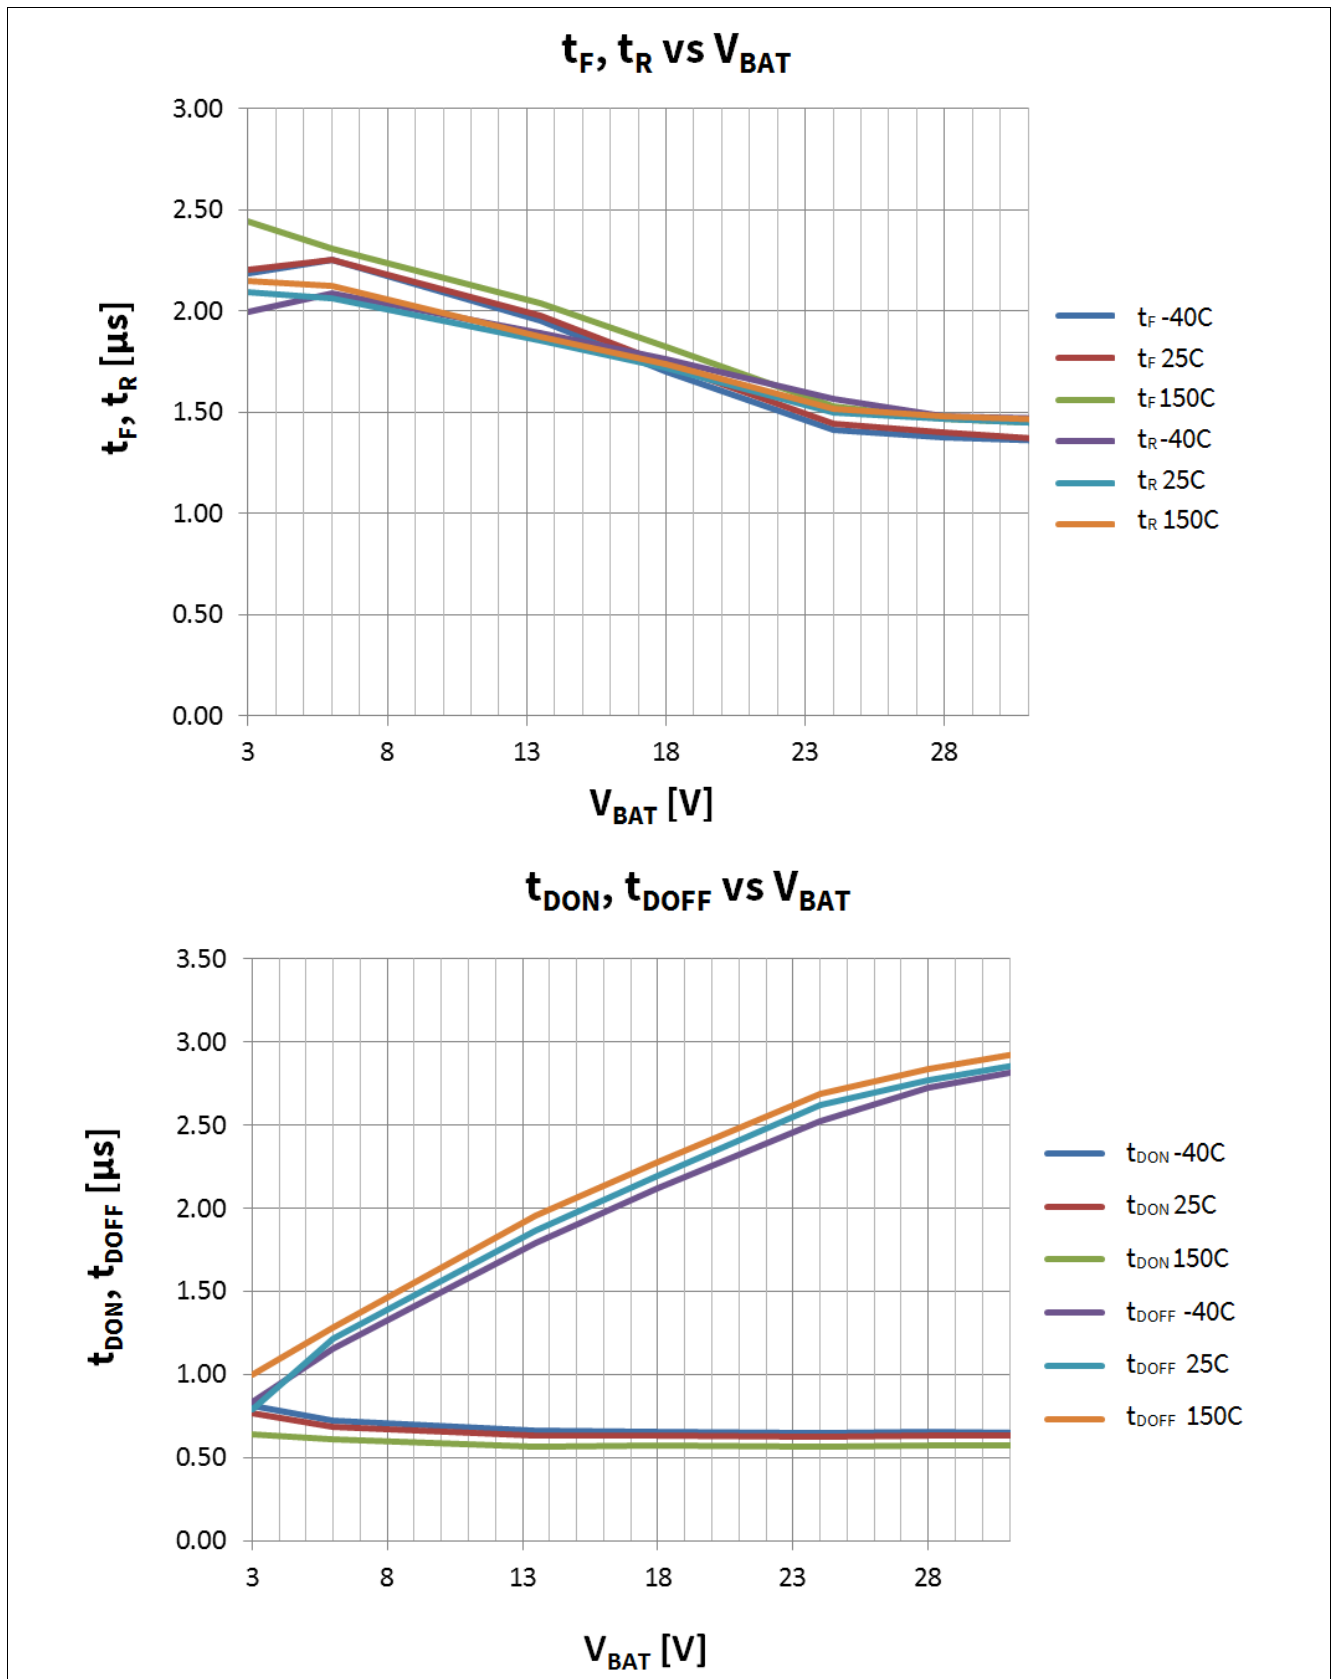 tF, tR vs VBAT
3.00
2.50
2.00
1.50
1.00
0.50
0.00
tF, tR [µs]
3 8 13 18 23 28
VBAT [V]
tF -40C
tF 25C
tF 150C
tR -40C
tR 25C
tR 150C
tDON, tDOFF vs VBAT
3.50
3.00
2.50
2.00
1.50
1.00
0.50
0.00
tDON, tDOFF [µs]
3 8 13 18 23 28
VBAT [V]
tDON -40C
tDON 25C
tDON 150C
tDOFF -40C
tDOFF 25C
tDOFF 150C